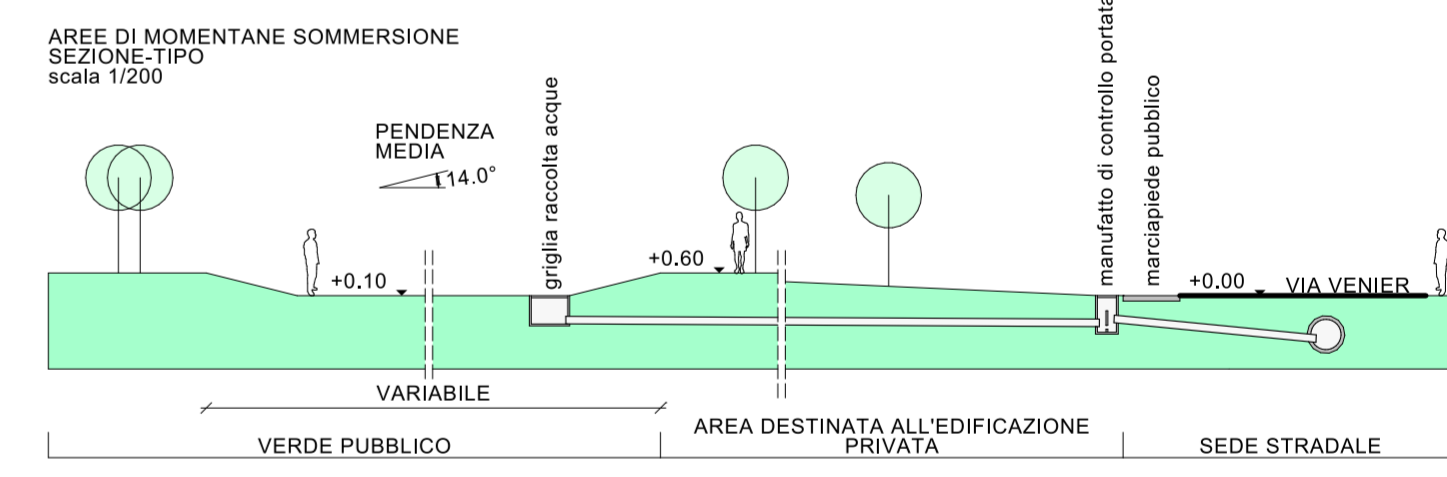 AREE DI MOMENTANE SOMMERSIONE
SEZIONE-TIPO
scala 1/200
PENDENZA
MEDIA
14.0°
griglia raccolta acque
manufatto di controllo portata
marciapiede pubblico
+0.10
+0.60
+0.00
VIA VENIER
VARIABILE
VERDE PUBBLICO
AREA DESTINATA ALL'EDIFICAZIONE
PRIVATA
SEDE STRADALE